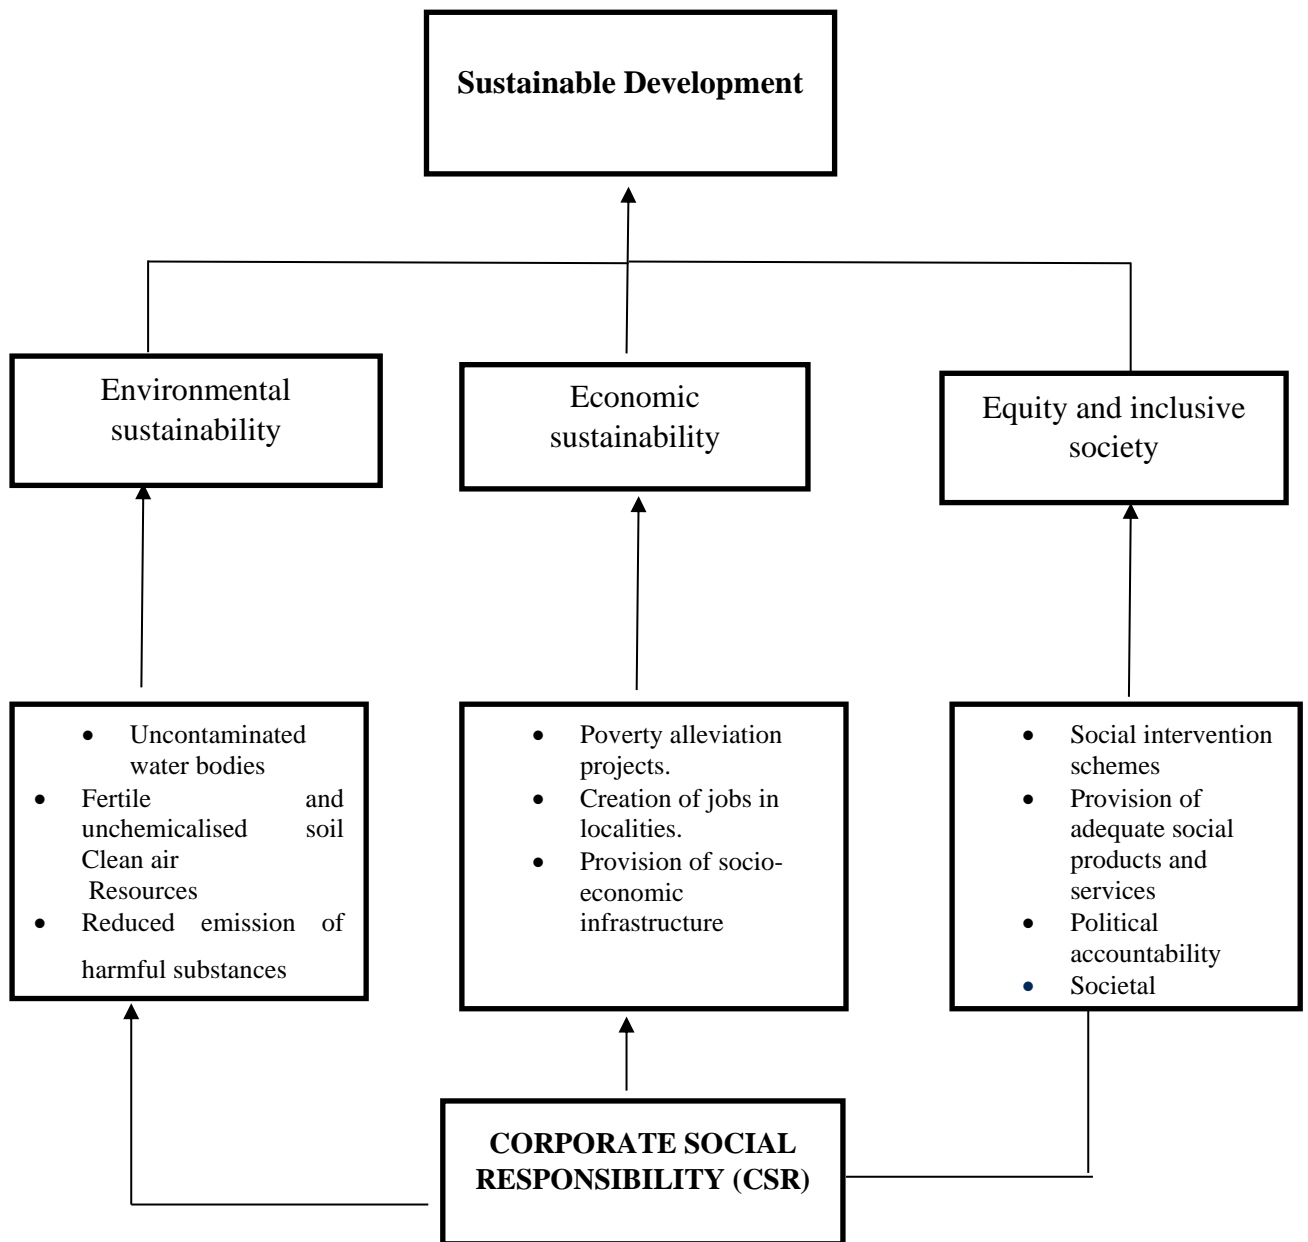 Sustainable Development
Environmental
sustainability
Economic
sustainability
Equity and inclusive
society
• Uncontaminated
water bodies
• Fertile and
unchemicalised soil
Clean air
Resources
• Reduced emission of
harmful substances
• Poverty alleviation
projects.
• Creation of jobs in
localities.
• Provision of socio-
economic
infrastructure
• Social intervention
schemes
• Provision of
adequate social
products and
services
• Political
accountability
• Societal
CORPORATE SOCIAL
RESPONSIBILITY (CSR)